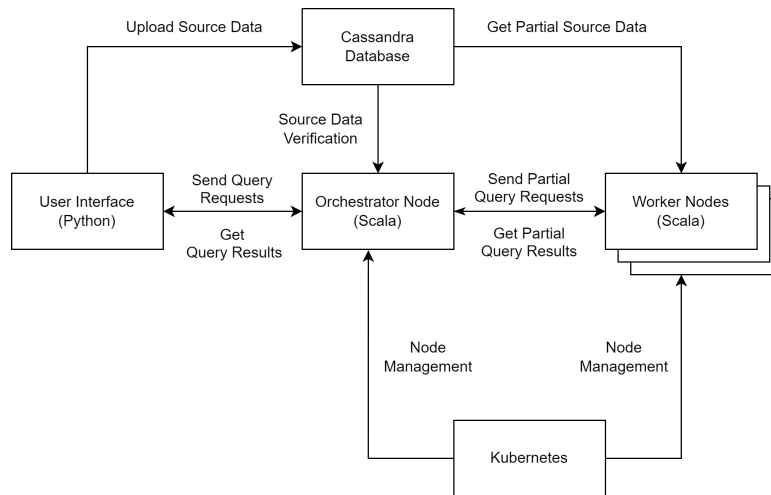 Upload Source Data
Cassandra
Database
Get Partial Source Data
Source Data
Verification
User Interface
(Python)
Send Query
Requests
Get
Query Results
Orchestrator Node
(Scala)
Send Partial
Query Requests
Get Partial
Query Results
Worker Nodes
(Scala)
Node
Management
Node
Management
Kubernetes